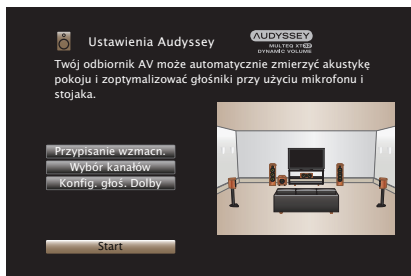 Ustawienia Audyssey
AUDYSSEY
MULTEQ XT32
DYNAMIC VOLUME
Twój odbiornik AV może automatycznie zmierzyć akustykę
pokoju i zoptymalizować głośniki przy użyciu mikrofonu i
stojaka.
Przypisanie wzmacn.
Wybór kanałów
Konfig. głoś. Dolby
Start